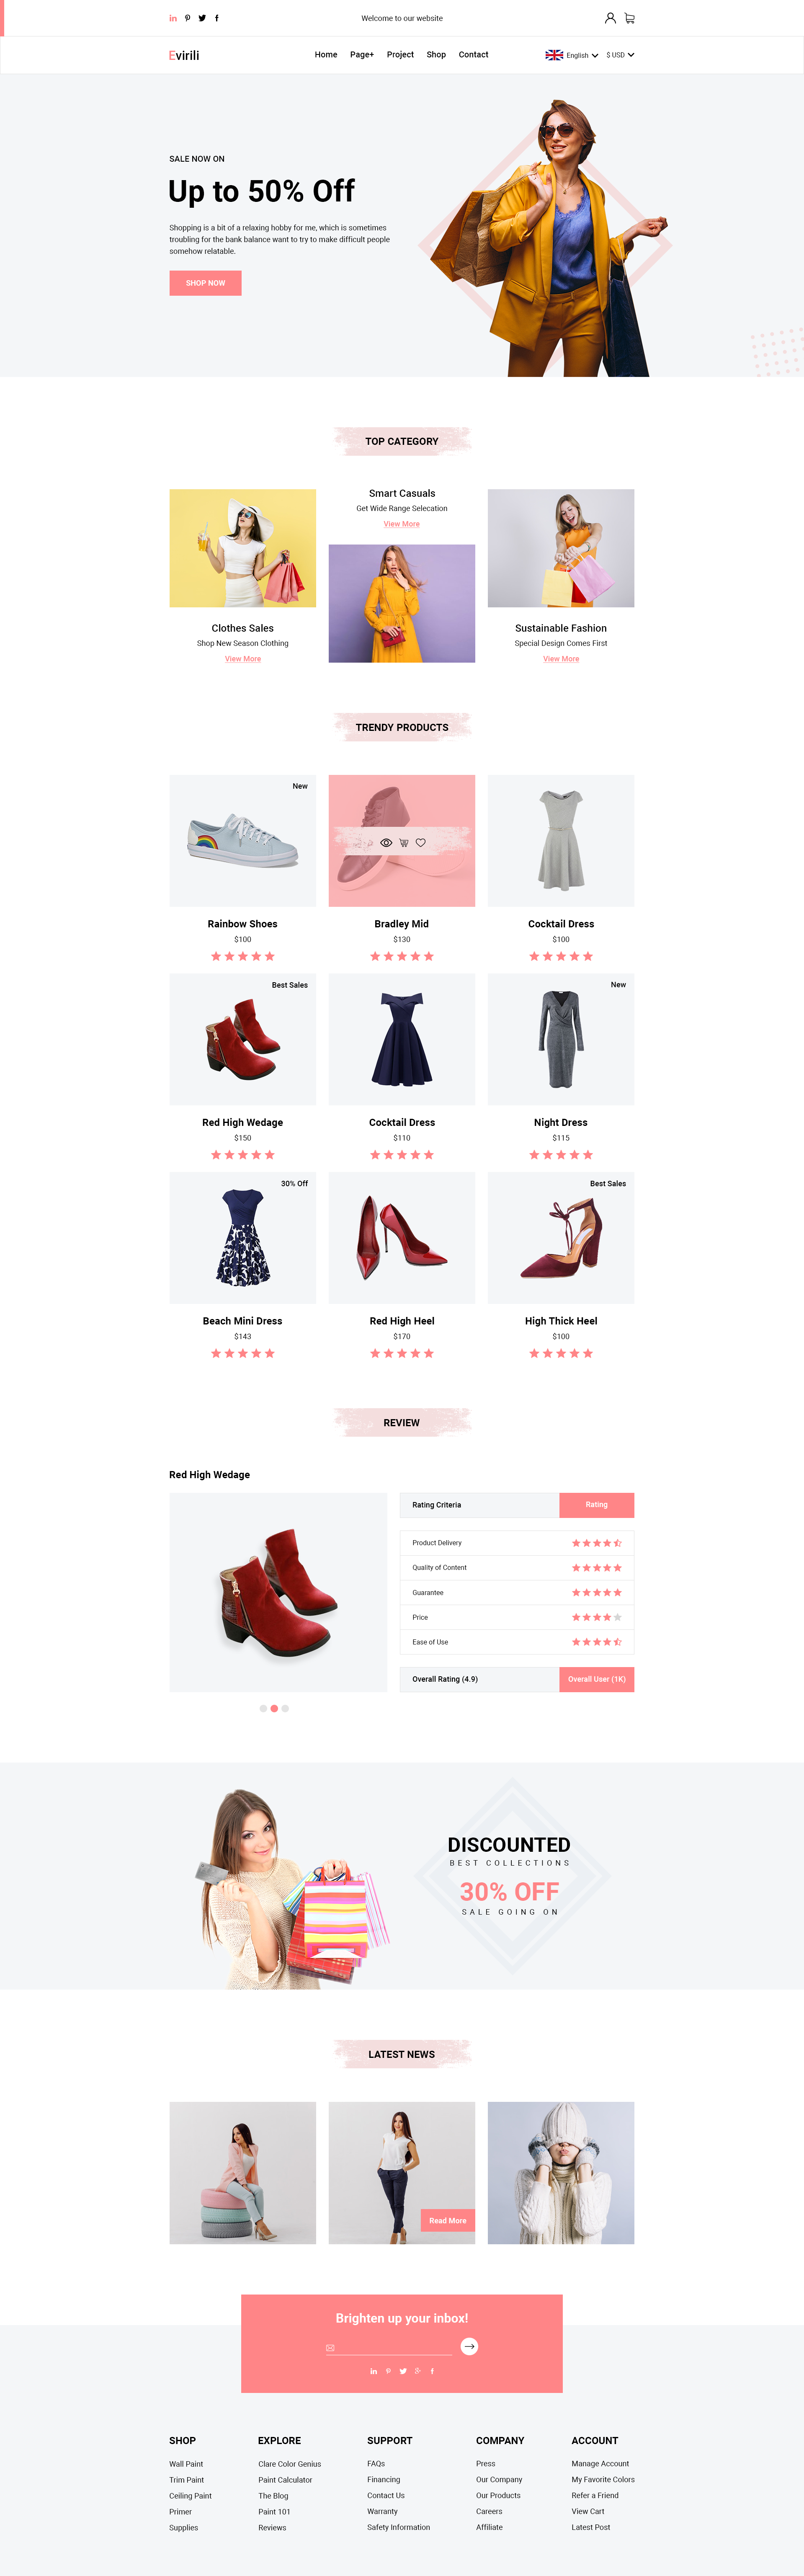 Welcome to our website
Evirili
Home Page+ Project Shop Contact
English $ USD
SALE NOW ON
Up to 50% Off
Shopping is a bit of a relaxing hobby for me, which is sometimes
troubling for the bank balance want to try to make difficult people
somehow relatable.
SHOP NOW
TOP CATEGORY
Clothes Sales
Shop New Season Clothing
View More
Smart Casuals
Get Wide Range Selecation
View More
Sustainable Fashion
Special Design Comes First
View More
TRENDY PRODUCTS
New
Rainbow Shoes
$100
Bradley Mid
$130
Cocktail Dress
$100
Best Sales
Red High Wedage
$150
Cocktail Dress
$110
New
Night Dress
$115
30% Off
Beach Mini Dress
$143
Red High Heel
$170
Best Sales
High Thick Heel
$100
REVIEW
Red High Wedage
Rating Criteria Rating
Product Delivery
Quality of Content
Guarantee
Price
Ease of Use
Overall Rating (4.9) Overall User (1K)
DISCOUNTED
BEST COLLECTIONS
30% OFF
SALE GOING ON
LATEST NEWS
Read More
Brighten up your inbox!
SHOP
Wall Paint
Trim Paint
Ceiling Paint
Primer
Supplies
EXPLORE
Clare Color Genius
Paint Calculator
The Blog
Paint 101
Reviews
SUPPORT
FAQs
Financing
Contact Us
Warranty
Safety Information
COMPANY
Press
Our Company
Our Products
Careers
Affiliate
ACCOUNT
Manage Account
My Favorite Colors
Refer a Friend
View Cart
Latest Post